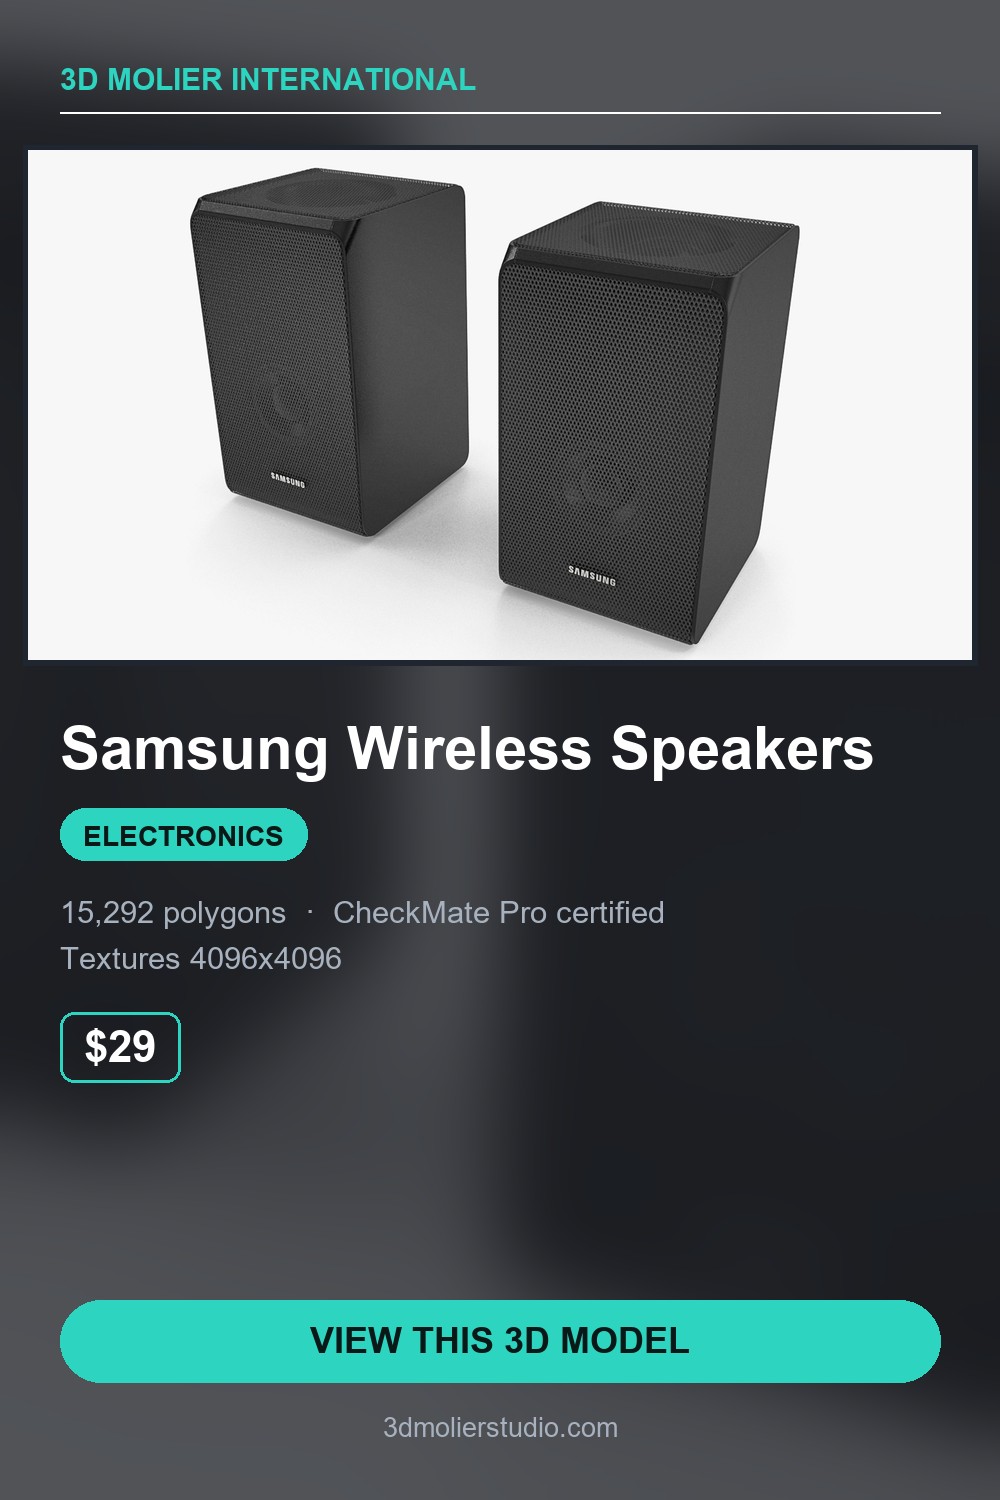 3D MOLIER INTERNATIONAL
SAMSUNG
SAMSUNG
Samsung Wireless Speakers
ELECTRONICS
15,292 polygons · CheckMate Pro certified
Textures 4096x4096
$29
VIEW THIS 3D MODEL
3dmolierstudio.com